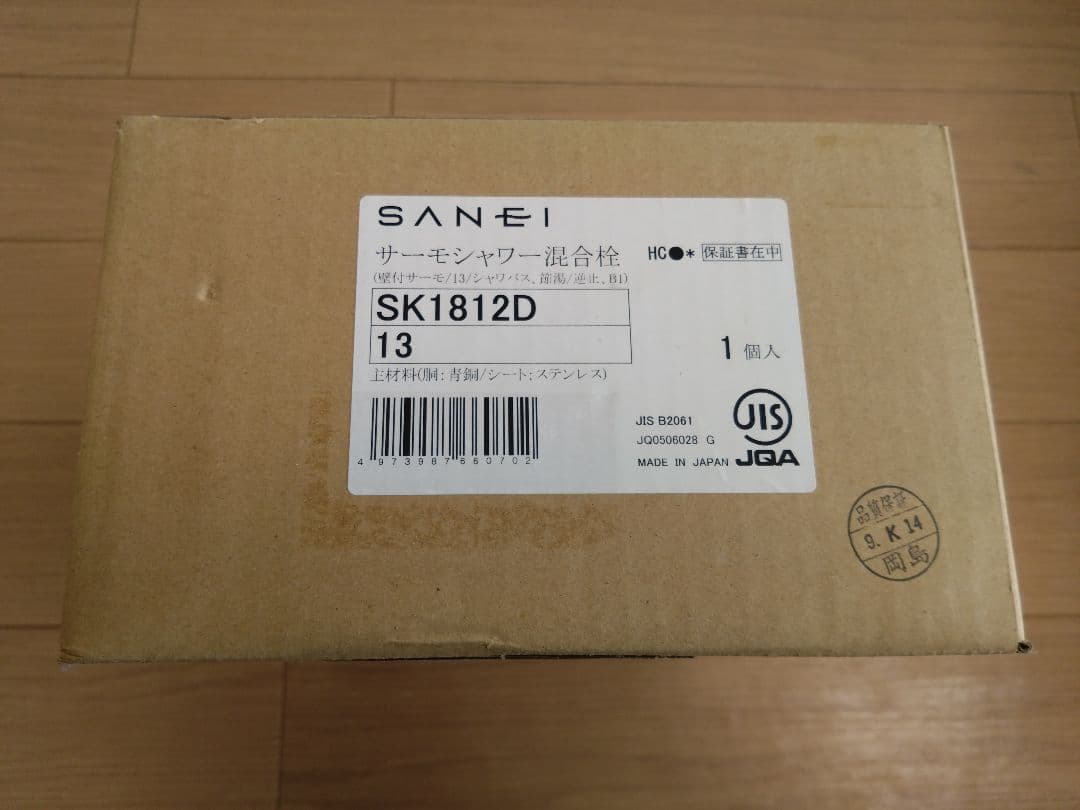 SANEI
サーモシャワー混合栓 HC●* 保証書在中
(壁付サーモ/13/シャワバス、節湯/逆止、B1)
SK1812D
13
1 個入
主材料(胴:青銅/シート:ステンレス)
4973987660702
JIS B2061
JQ0506028 G
MADE IN JAPAN
JIS
JQA
品質保証
9. K 14
岡島